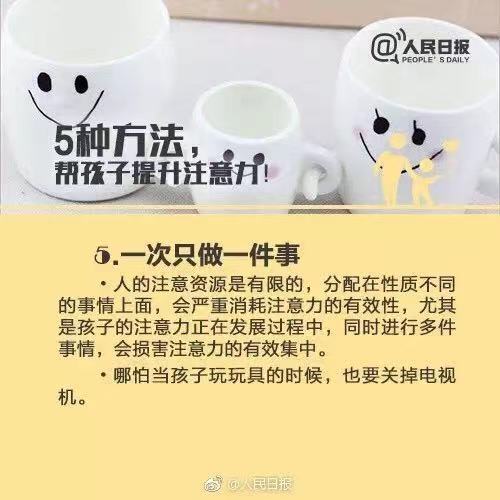 @人民日报
PEOPLE'S DAILY
5种方法，
帮孩子提升注意力！
5.一次只做一件事
·人的注意资源是有限的，分配在性质不同
的事情上面，会严重消耗注意力的有效性，尤其
是孩子的注意力正在发展过程中，同时进行多件
事情，会损害注意力的有效集中。
·哪怕当孩子玩玩具的时候，也要关掉电视
机。
@人民日报